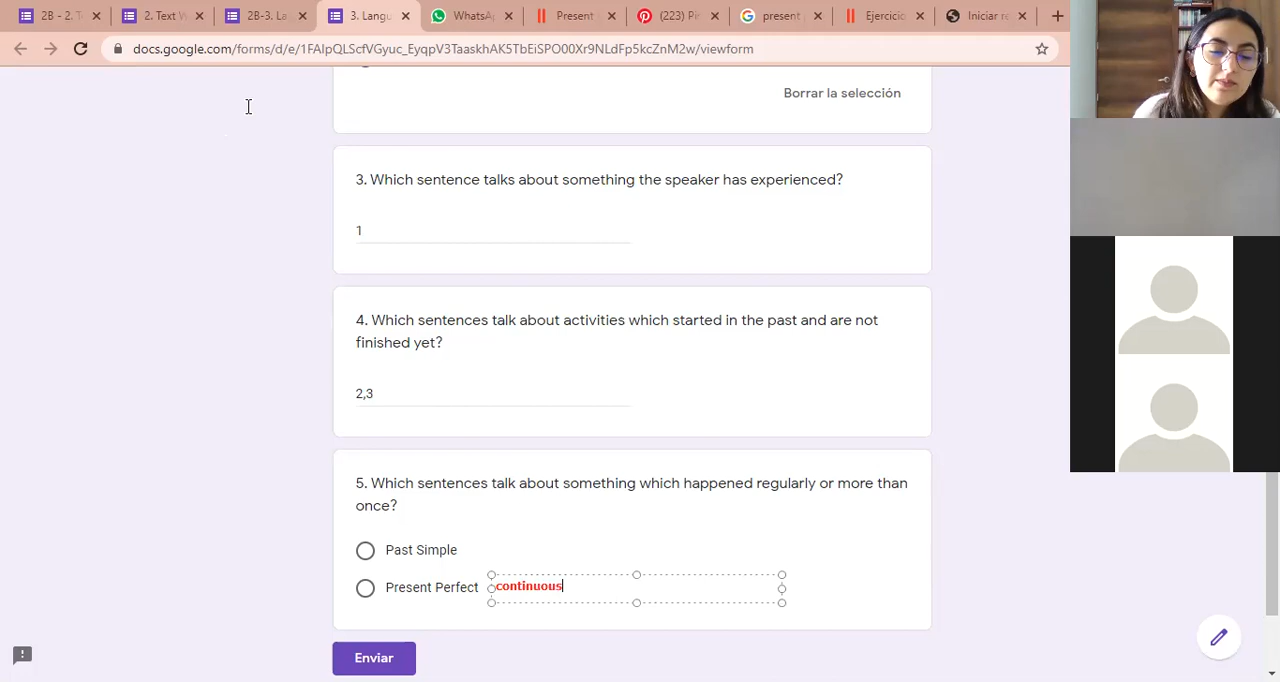 2B - 2. T
2. Text W
2B-3. La
3. Langu
WhatsAp
Present
(223) Pi
present
Ejercicio
Iniciar re
docs.google.com/forms/d/e/1FAIpQLScfVGyuc_EyqpV3TaaskhAK5TbEiSPO00Xr9NLdFp5kcZnM2w/viewform
Borrar la selección
3. Which sentence talks about something the speaker has experienced?
1
4. Which sentences talk about activities which started in the past and are not
finished yet?
2,3
5. Which sentences talk about something which happened regularly or more than
once?
Past Simple
Present Perfect continuous
Enviar